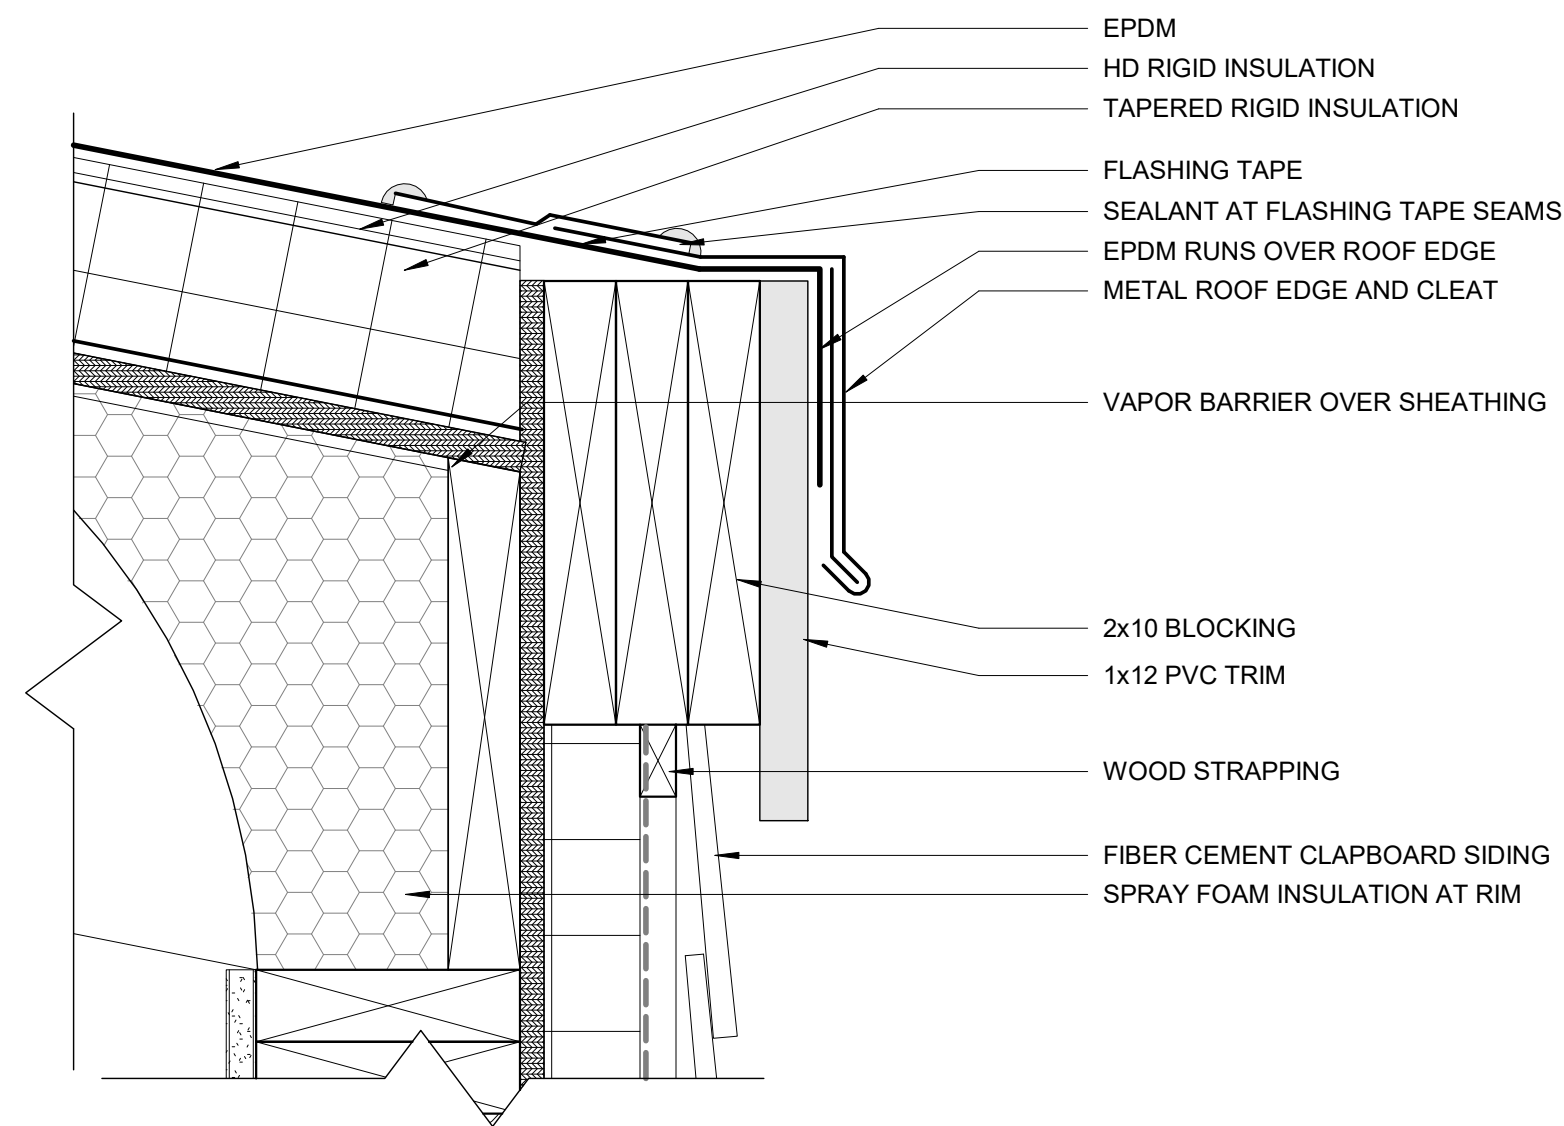 EPDM
HD RIGID INSULATION
TAPERED RIGID INSULATION
FLASHING TAPE
SEALANT AT FLASHING TAPE SEAMS
EPDM RUNS OVER ROOF EDGE
METAL ROOF EDGE AND CLEAT
VAPOR BARRIER OVER SHEATHING
2x10 BLOCKING
1x12 PVC TRIM
WOOD STRAPPING
FIBER CEMENT CLAPBOARD SIDING
SPRAY FOAM INSULATION AT RIM